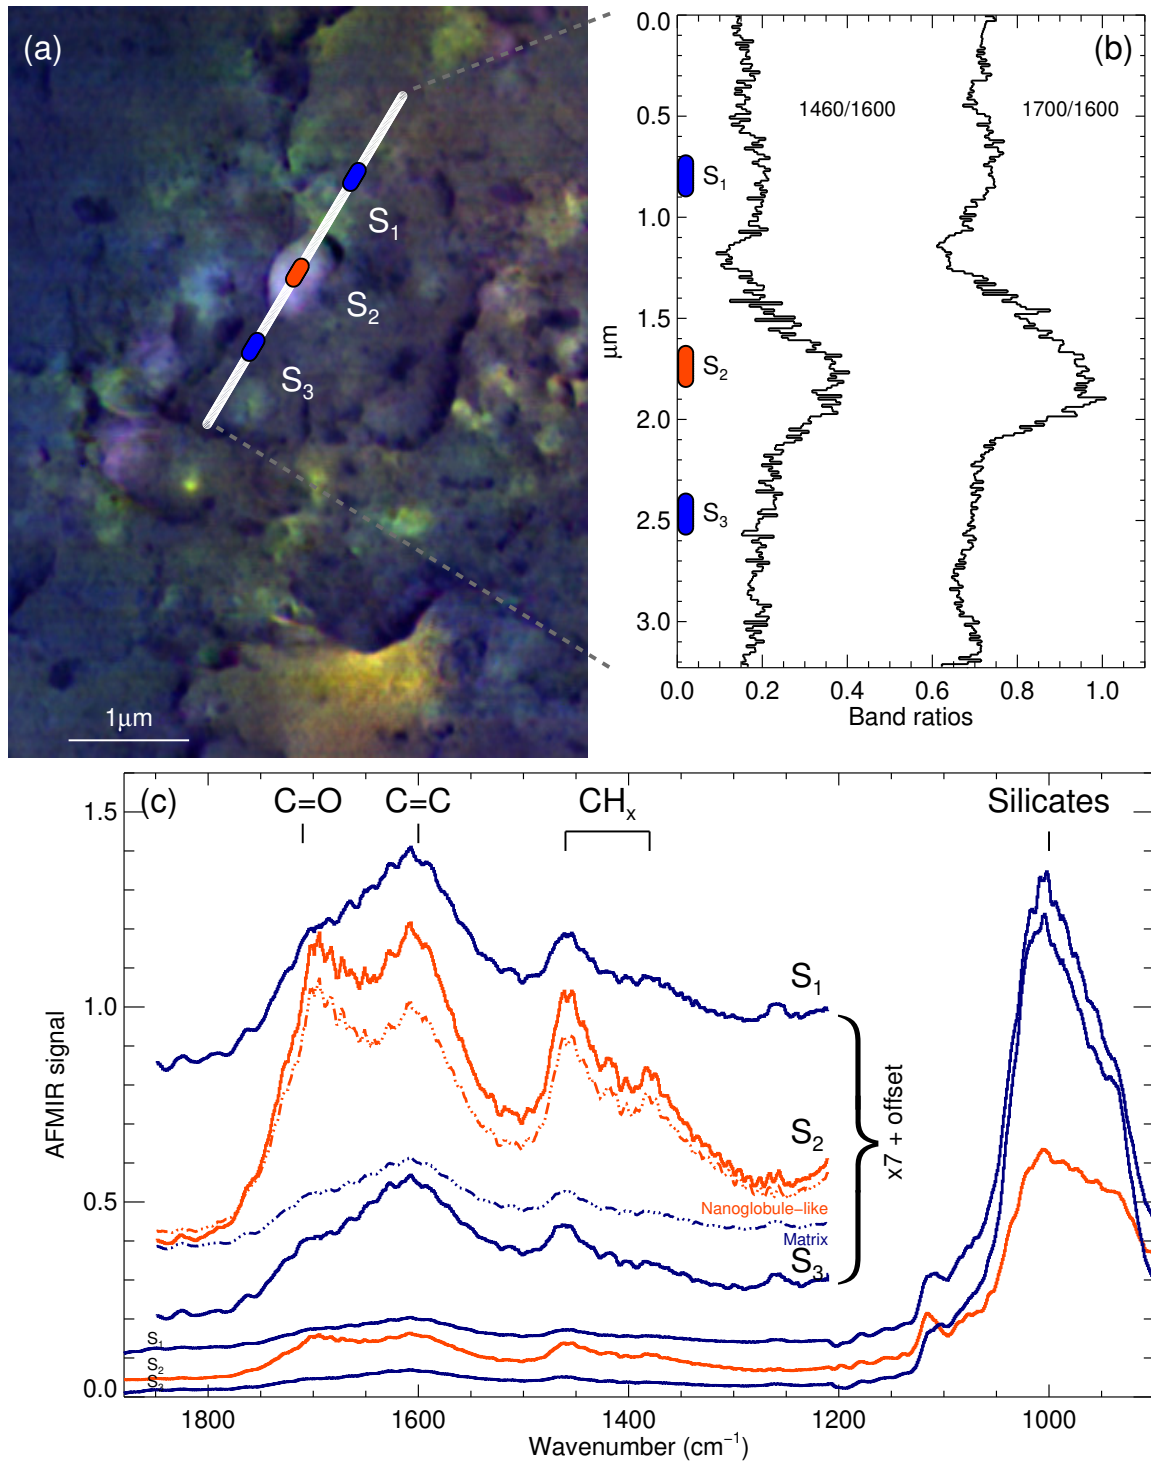 (a)
S1
S2
S3
1μm
(b)
1460/1600
1700/1600
0.0
0.5
1.0
1.5
2.0
2.5
3.0
μm
S1
S2
S3
0.0
0.2
0.4
0.6
0.8
1.0
Band ratios
(c)
C=O
C=C
CHx
Silicates
1.5
1.0
0.5
0.0
AFMIR signal
S1
S2
Nanoglobule−like
Matrix
S3
x7 + offset
S1
S2
S3
1800
1600
1400
1200
1000
Wavenumber (cm−1)